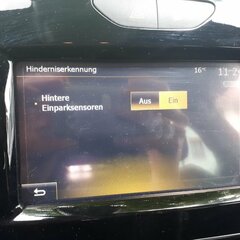 Hinderniserkennung 16°C
Hintere
Einparksensoren
Aus Ein